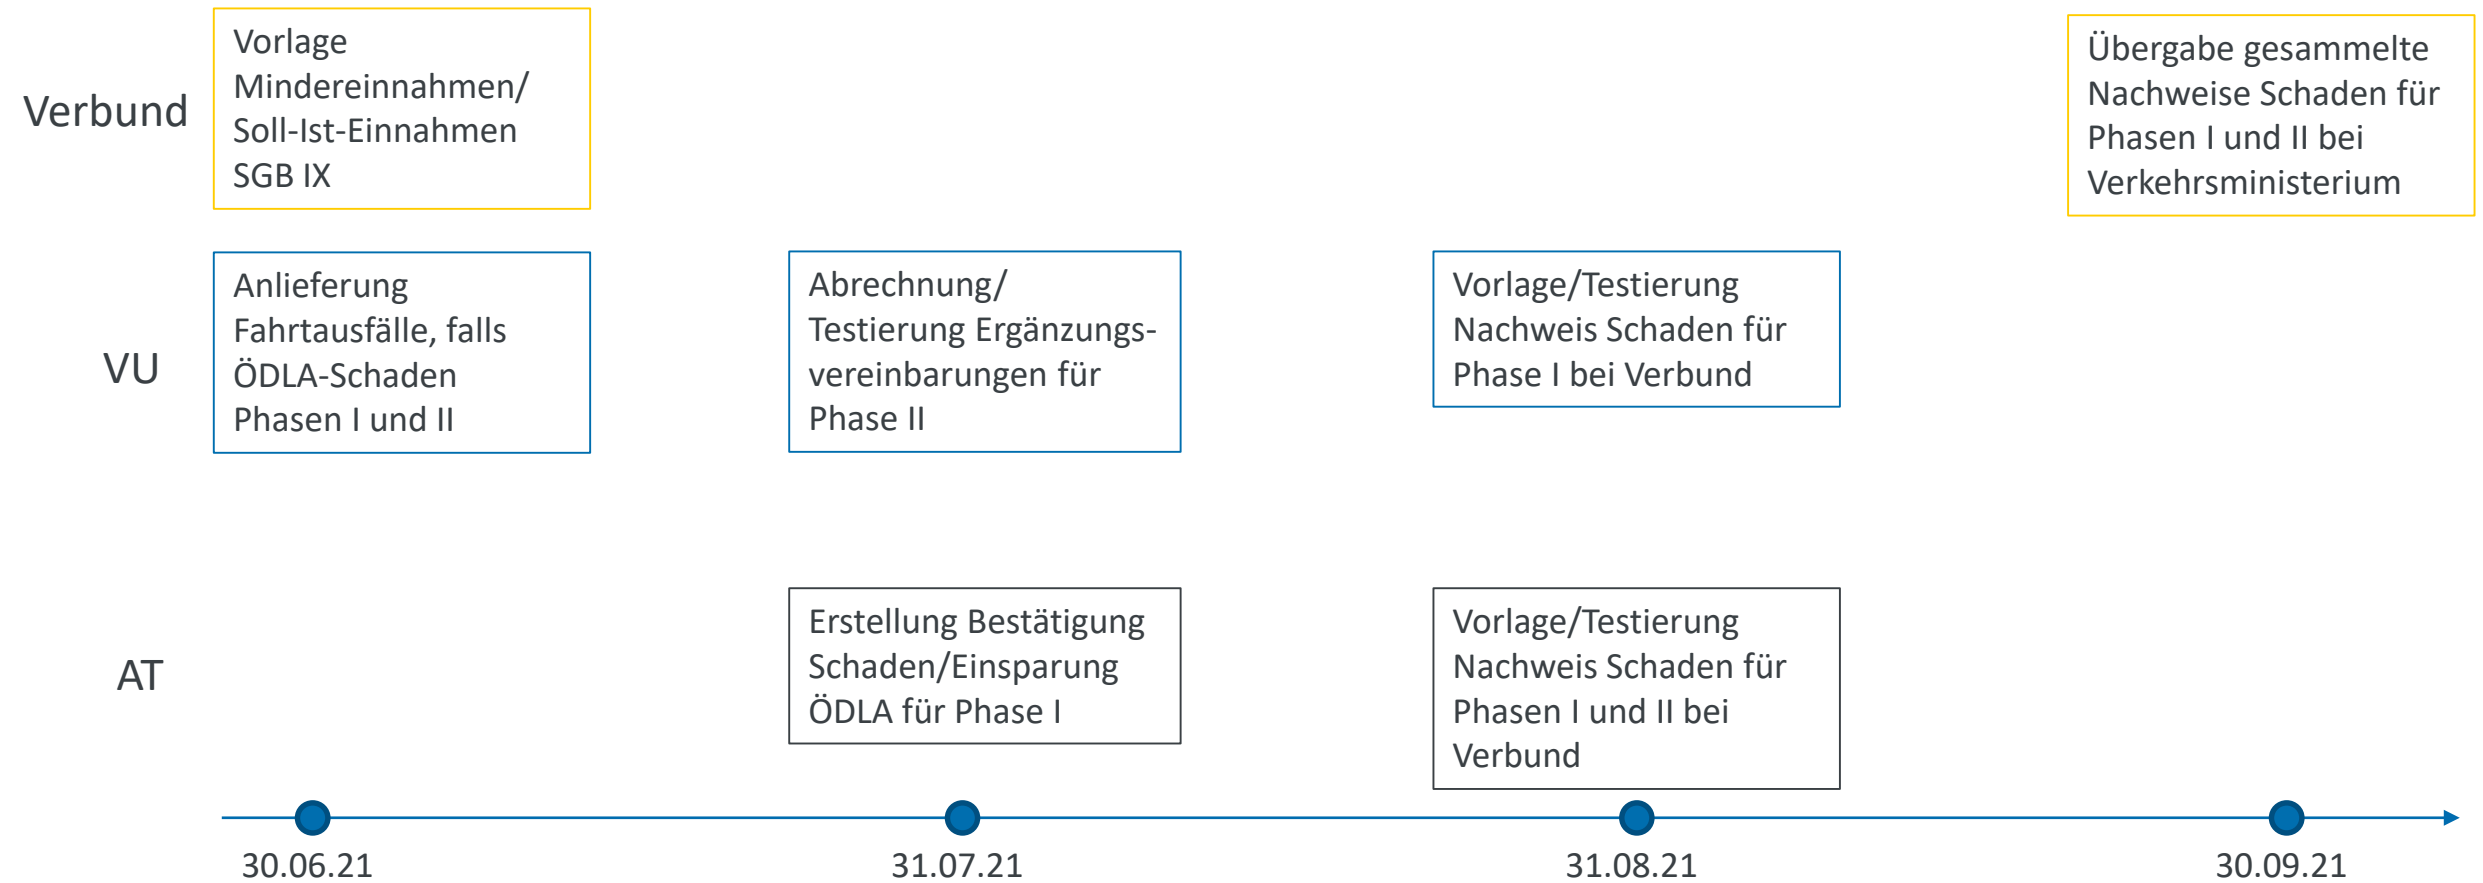 Verbund
Vorlage
Mindereinnahmen/
Soll-Ist-Einnahmen
SGB IX
Übergabe gesammelte
Nachweise Schaden für
Phasen I und II bei
Verkehrsministerium
VU
Anlieferung
Fahrtausfälle, falls
ÖDLA-Schaden
Phasen I und II
Abrechnung/
Testierung Ergänzungs-
vereinbarungen für
Phase II
Vorlage/Testierung
Nachweis Schaden für
Phase I bei Verbund
AT
Erstellung Bestätigung
Schaden/Einsparung
ÖDLA für Phase I
Vorlage/Testierung
Nachweis Schaden für
Phasen I und II bei
Verbund
30.06.21
31.07.21
31.08.21
30.09.21